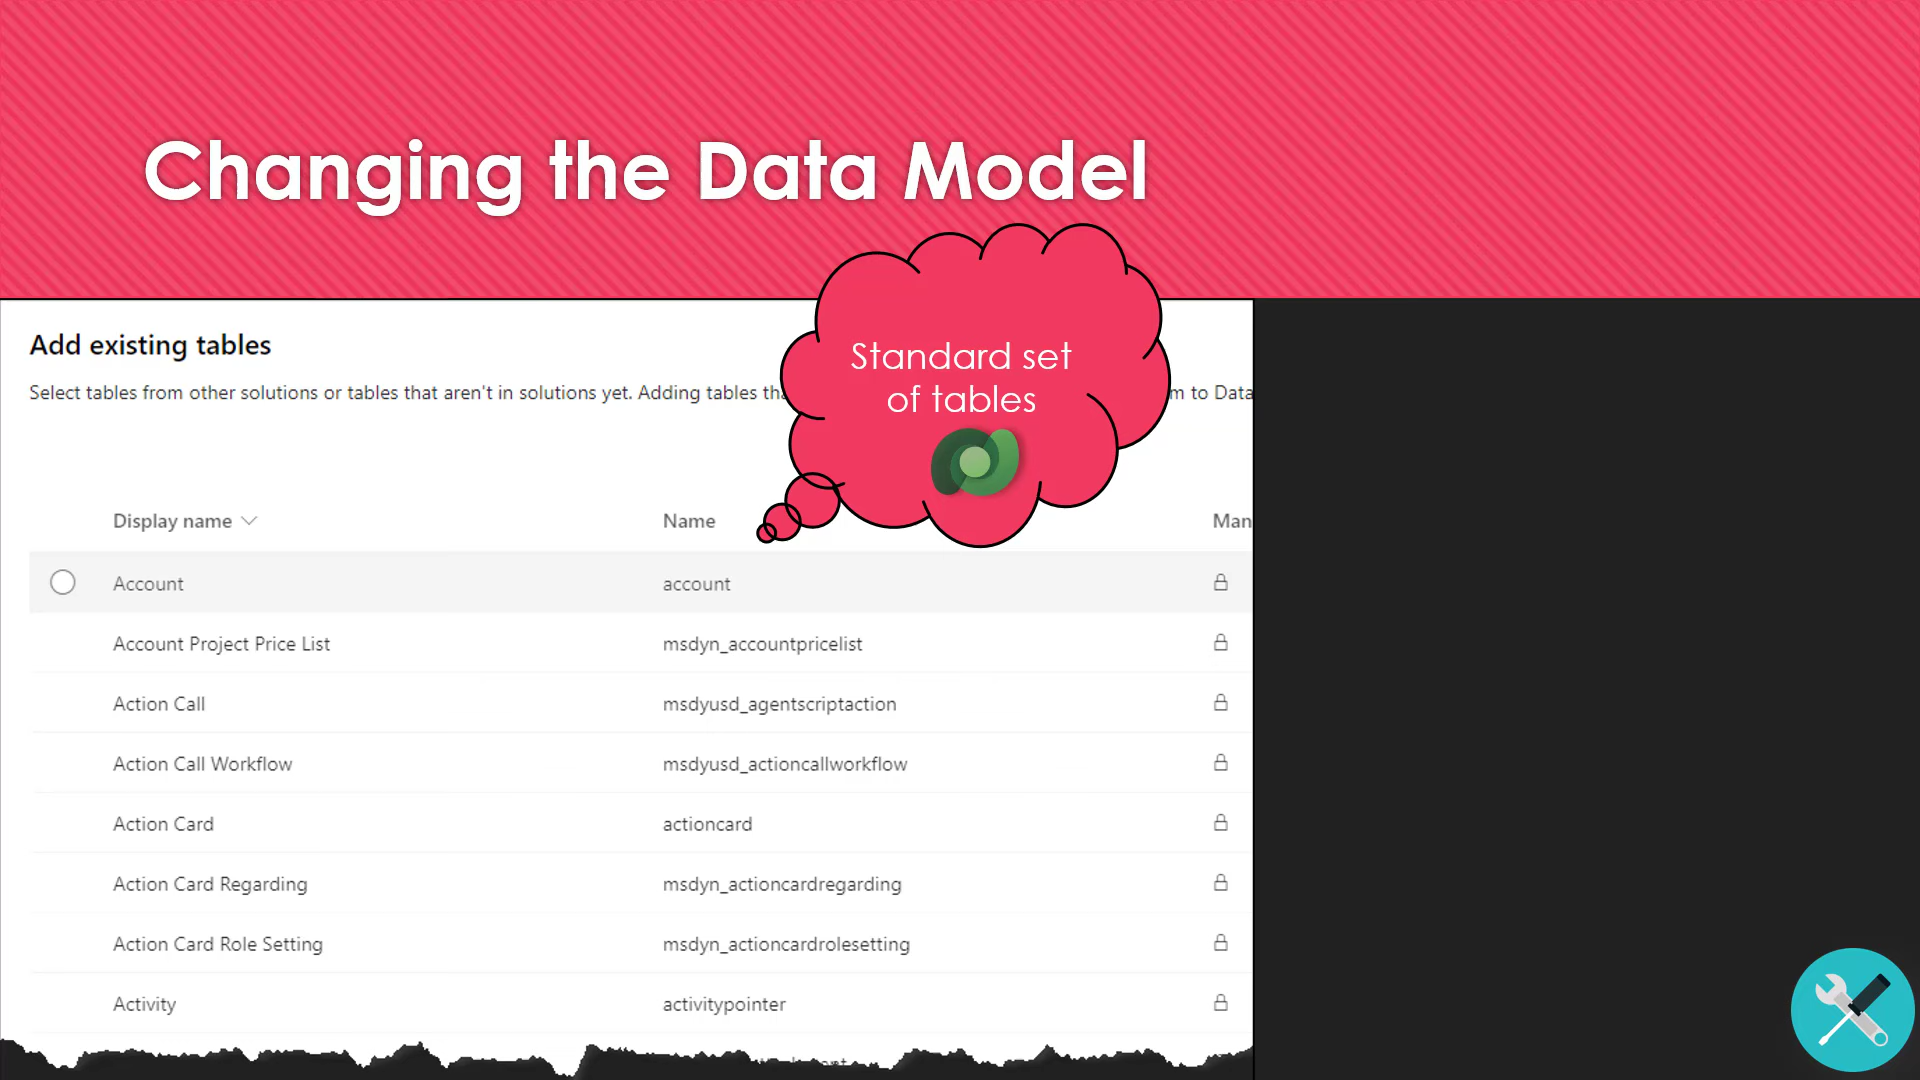 Changing the Data Model
Standard set
of tables
Add existing tables
Select tables from other solutions or tables that aren't in solutions yet. Adding tables to Data
Display name Name Man
Account account
Account Project Price List msdyn_accountpricelist
Action Call msdyusd_agentscriptaction
Action Call Workflow msdyusd_actioncallworkflow
Action Card actioncard
Action Card Regarding msdyn_actioncardregarding
Action Card Role Setting msdyn_actioncardrolesetting
Activity activitypointer